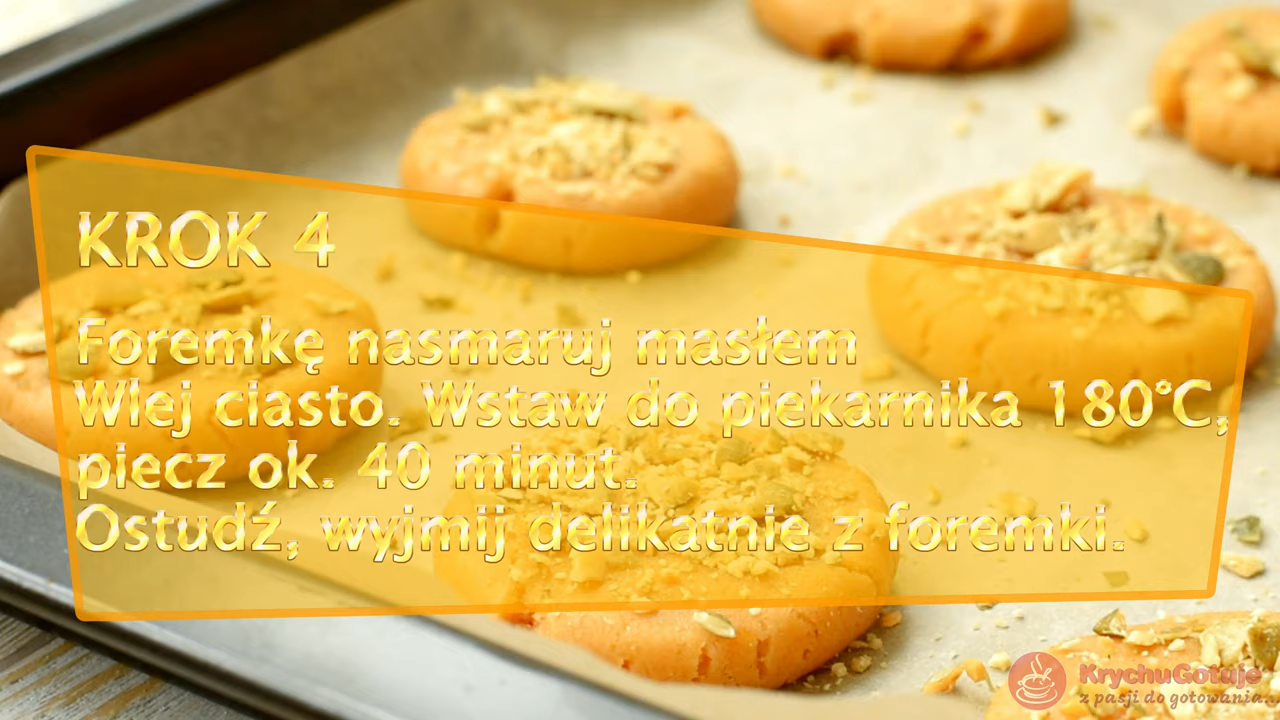 KROK 4
Foremkę nasmaruj masłem
Wlej ciasto. Wstaw do piekarnika 180°C,
piecz ok. 40 minut.
Ostudź, wyjmij delikatnie z foremki.
KrychuGotuje
z pasji do gotowania...